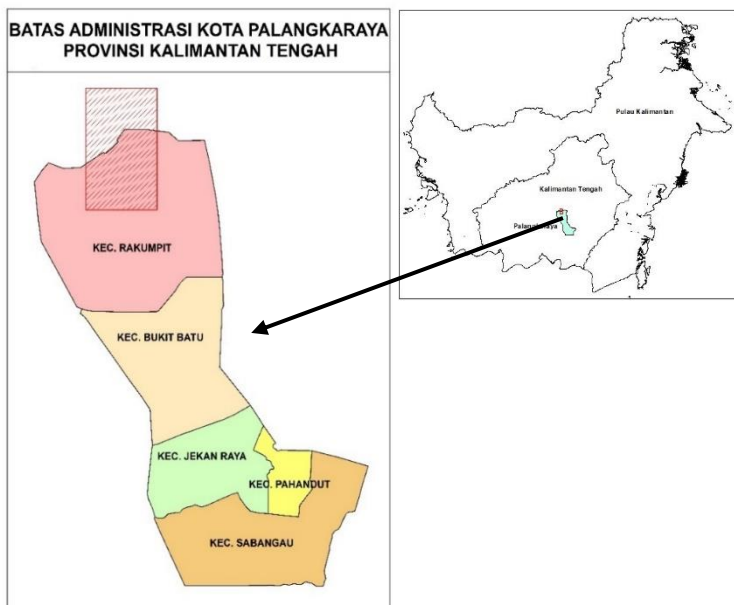 BATAS ADMINISTRASI KOTA PALANGKARAYA
PROVINSI KALIMANTAN TENGAH
KEC. RAKUMPIT
KEC. BUKIT BATU
KEC. JEKAN RAYA
KEC. PAHANDUT
KEC. SABANGAU
Pulau Kalimantan
Kalimantan Tengah
Palangkaraya